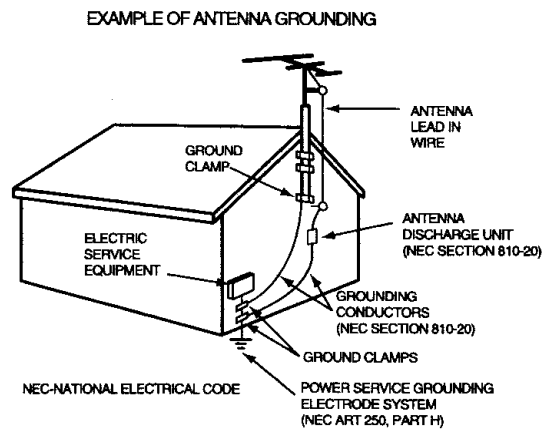 EXAMPLE OF ANTENNA GROUNDING
ANTENNA
LEAD IN
WIRE
GROUND
CLAMP
ANTENNA
DISCHARGE UNIT
(NEC SECTION 810-20)
ELECTRIC
SERVICE
EQUIPMENT
GROUNDING
CONDUCTORS
(NEC SECTION 810-20)
GROUND CLAMPS
NEC-NATIONAL ELECTRICAL CODE
POWER SERVICE GROUNDING
ELECTRODE SYSTEM
(NEC ART 250, PART H)